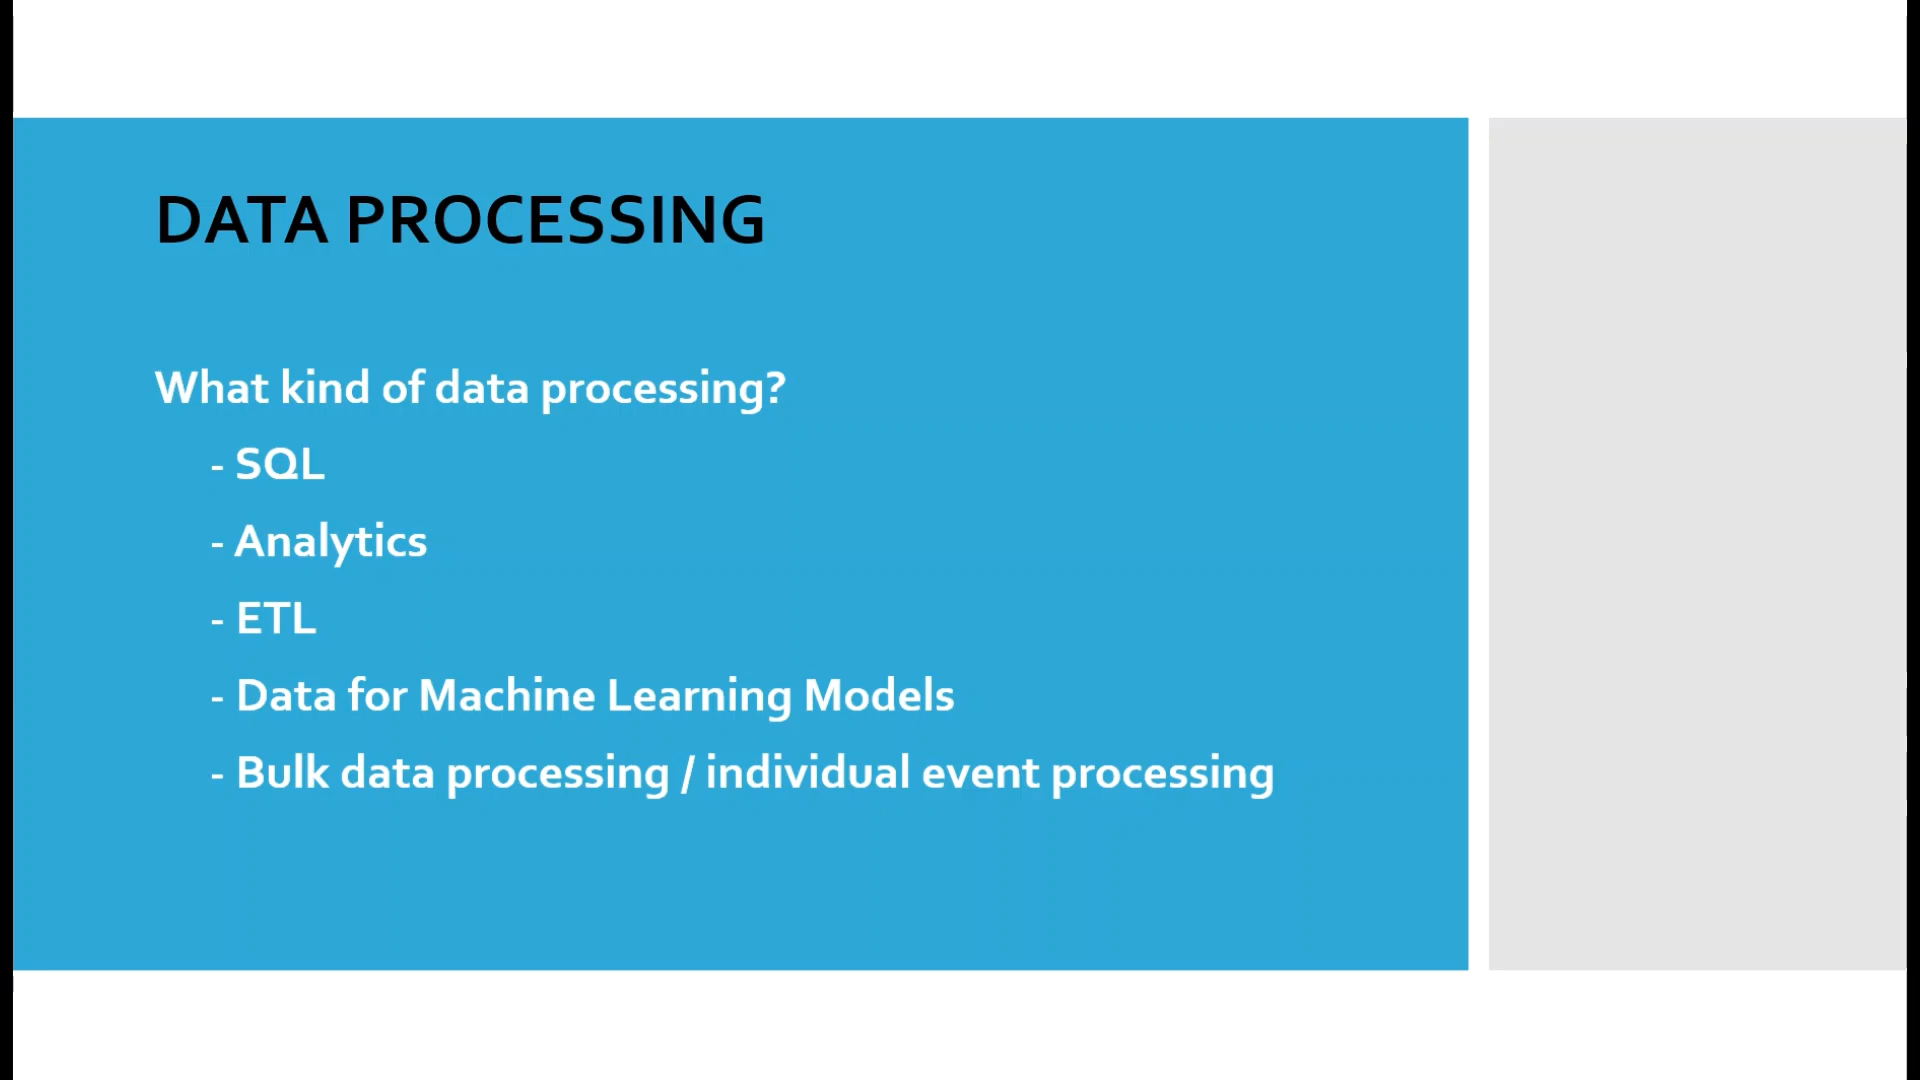 DATA PROCESSING
What kind of data processing?
- SQL
- Analytics
- ETL
- Data for Machine Learning Models
- Bulk data processing / individual event processing